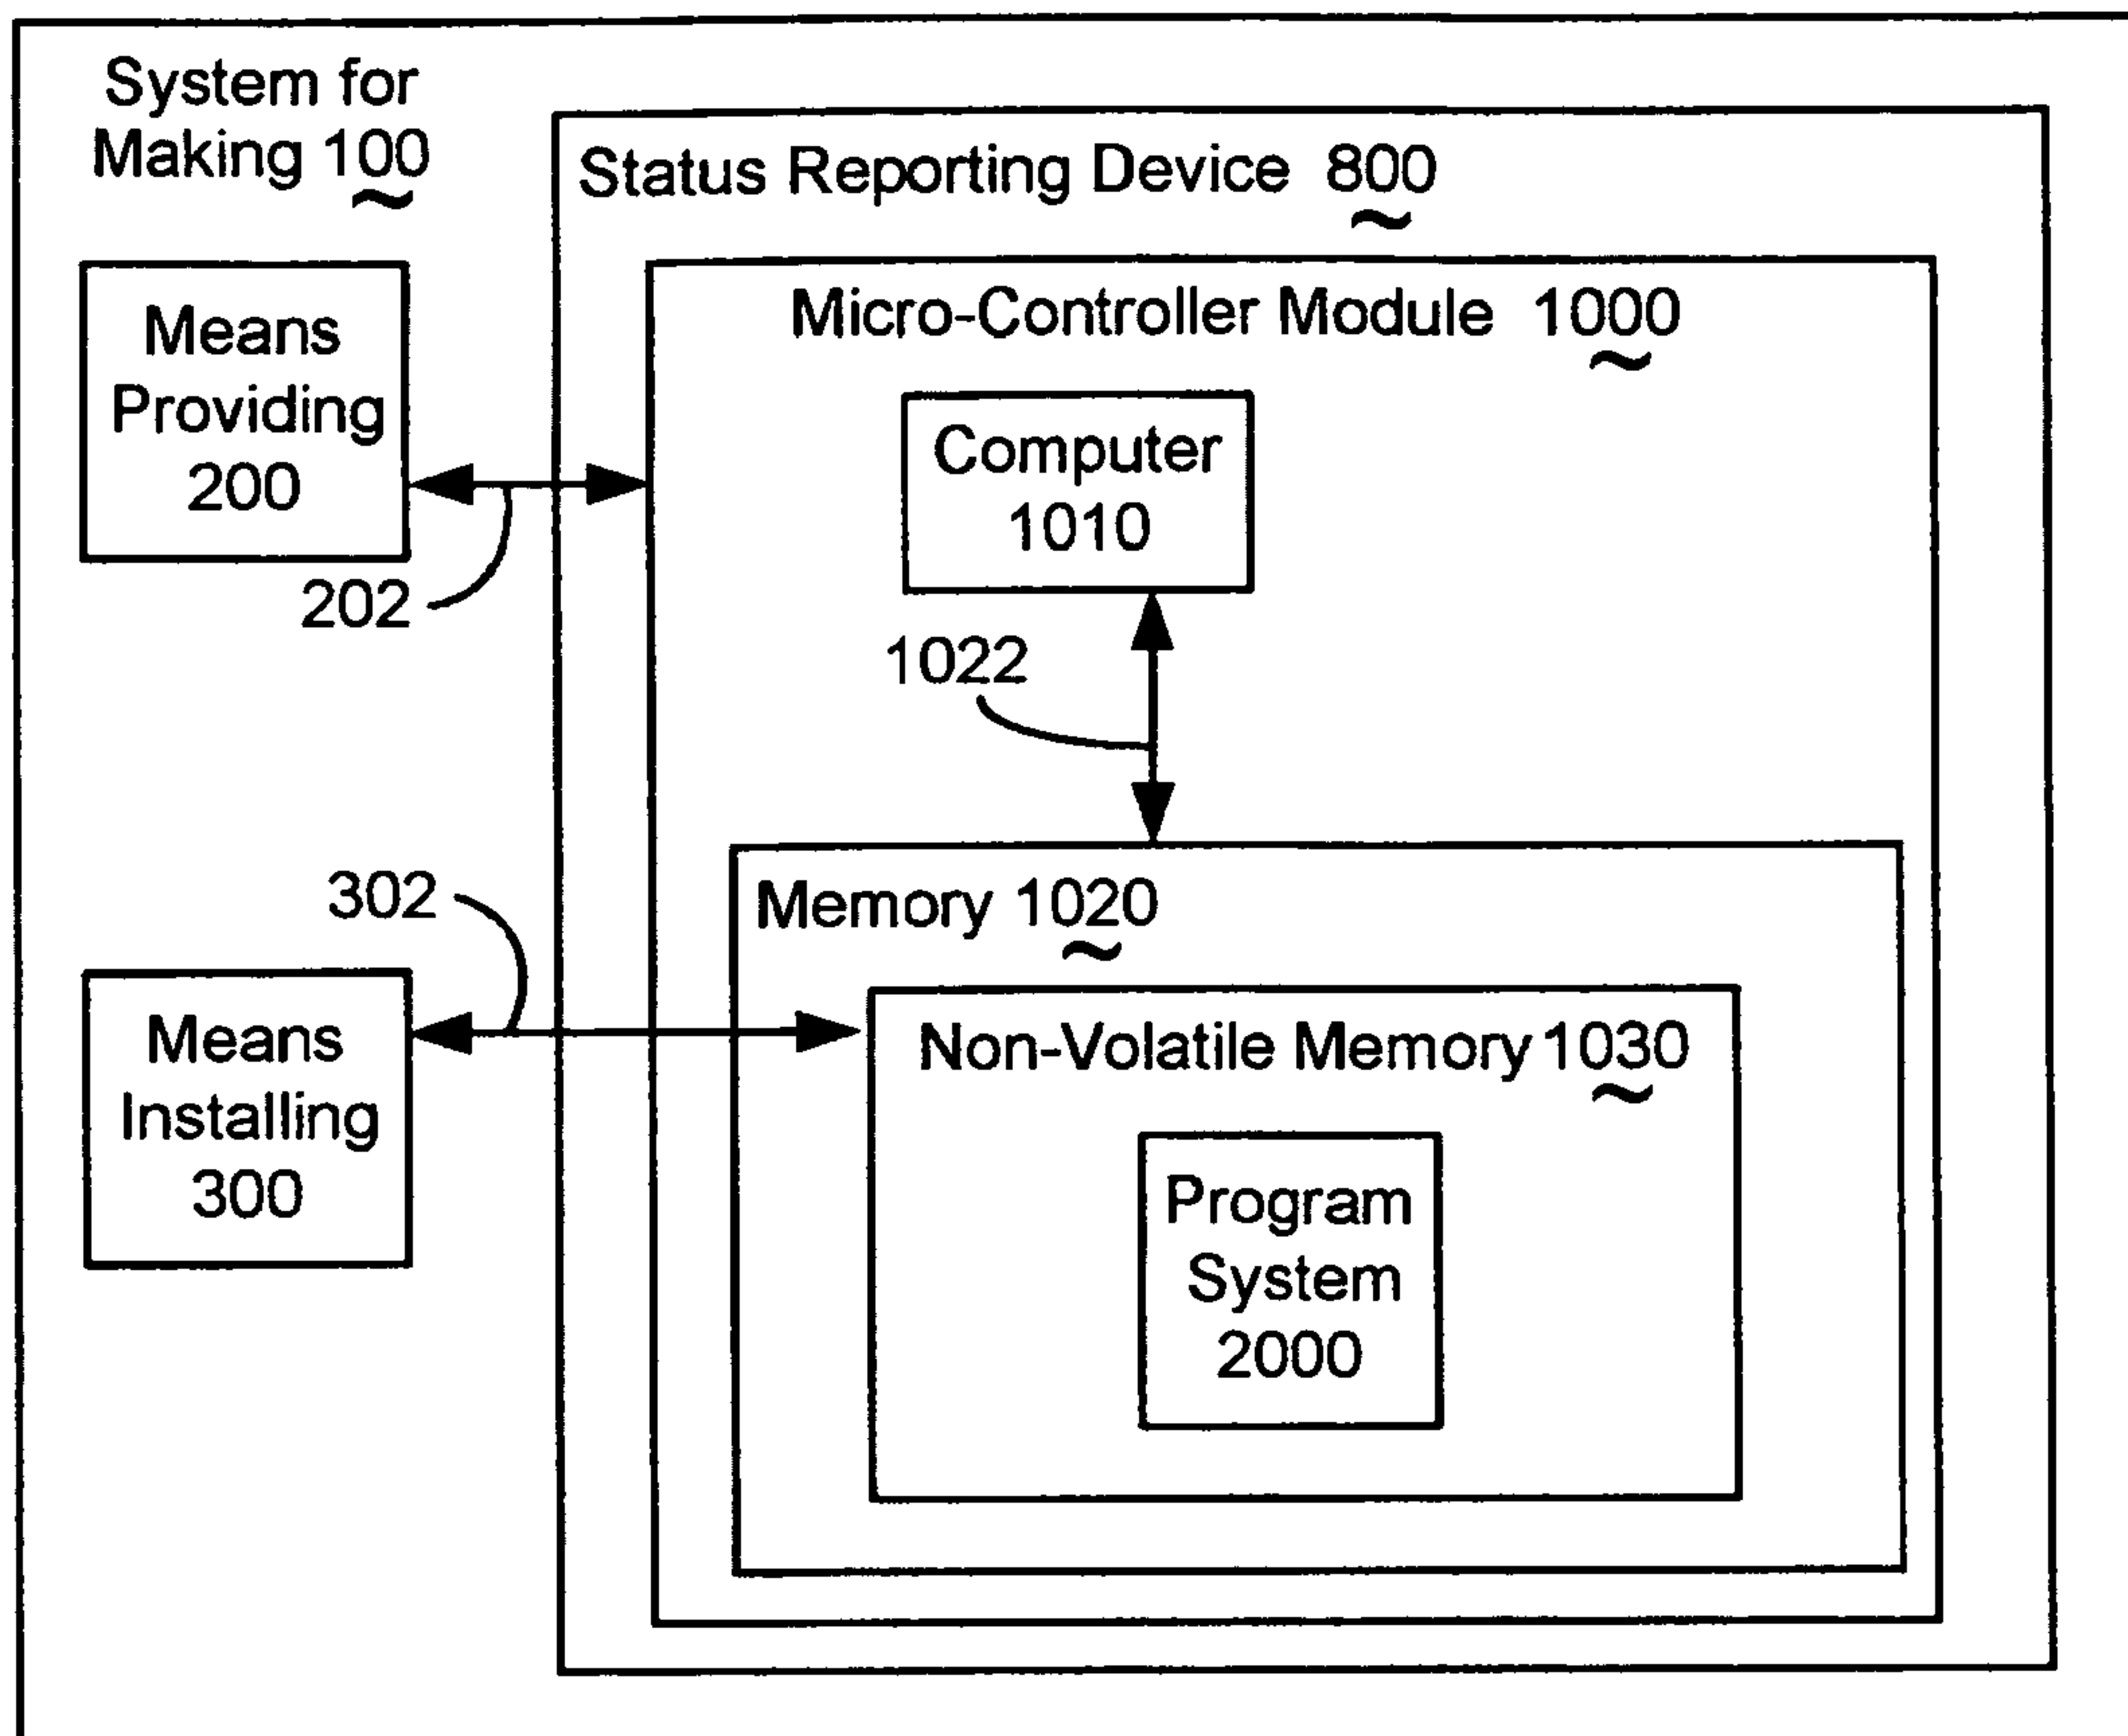 System for
Making 100
Status Reporting Device 800
Micro-Controller Module 1000
Means
Providing
200
202
Computer
1010
1022
302
Memory 1020
Means
Installing
300
Non-Volatile Memory 1030
Program
System
2000